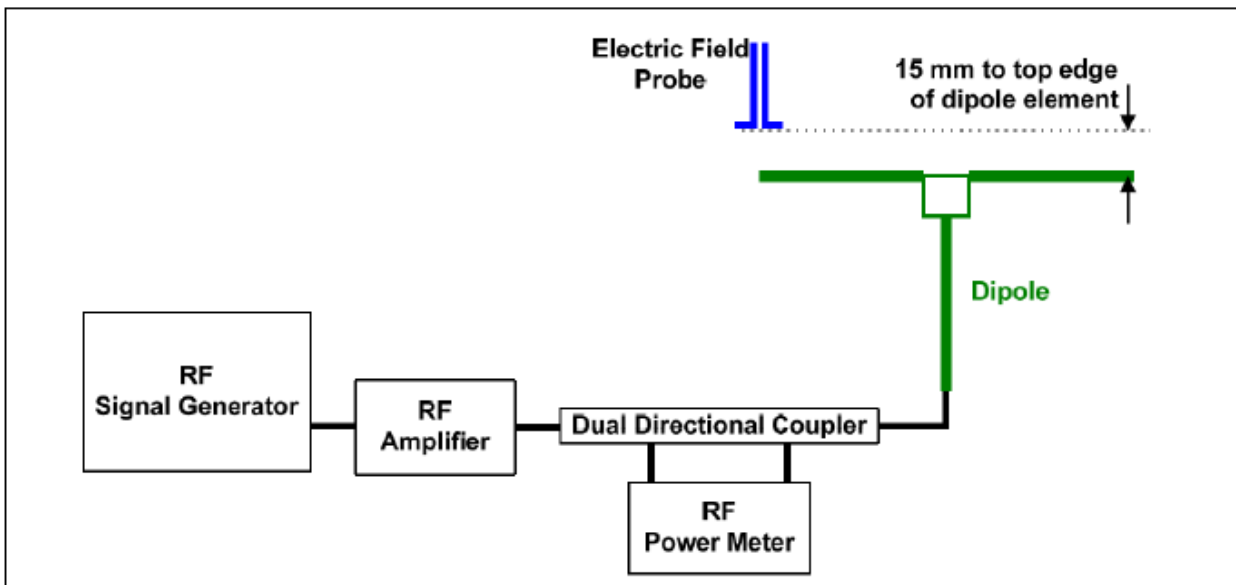 Electric Field
Probe
15 mm to top edge
of dipole element
Dipole
RF
Signal Generator
RF
Amplifier
Dual Directional Coupler
RF
Power Meter